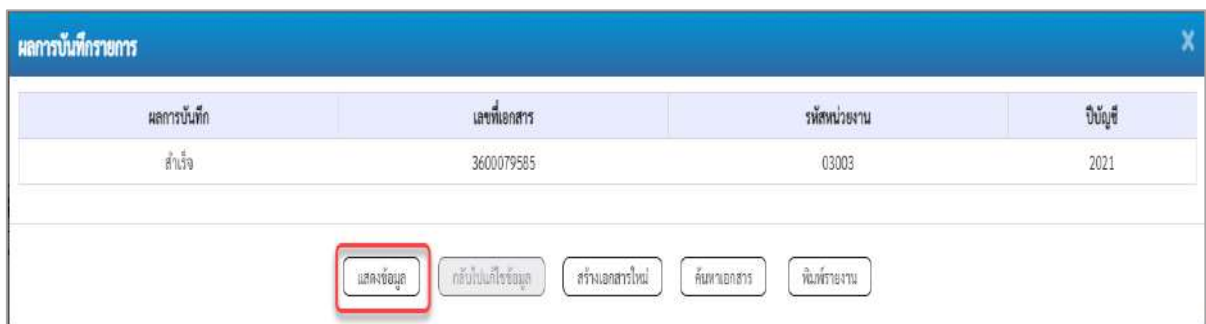 ผลการบันทึกรายการ X
ผลการบันทึก เลขที่เอกสาร รหัสหน่วยงาน ปีบัญชี
สำเร็จ 3600079585 03003 2021
แสดงข้อมูล กลับไปแก้ไขข้อมูล สร้างเอกสารใหม่ ค้นหาเอกสาร พิมพ์รายงาน